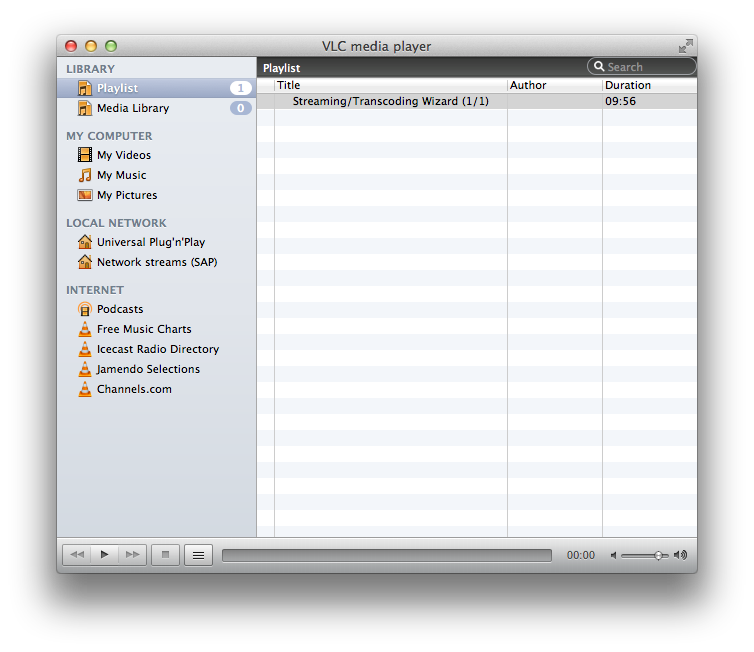 VLC media player
LIBRARY
Playlist 1
Media Library 0
MY COMPUTER
My Videos
My Music
My Pictures
LOCAL NETWORK
Universal Plug'n'Play
Network streams (SAP)
INTERNET
Podcasts
Free Music Charts
Icecast Radio Directory
Jamendo Selections
Channels.com
Playlist Search
Title Author Duration
Streaming/Transcoding Wizard (1/1) 09:56
00:00